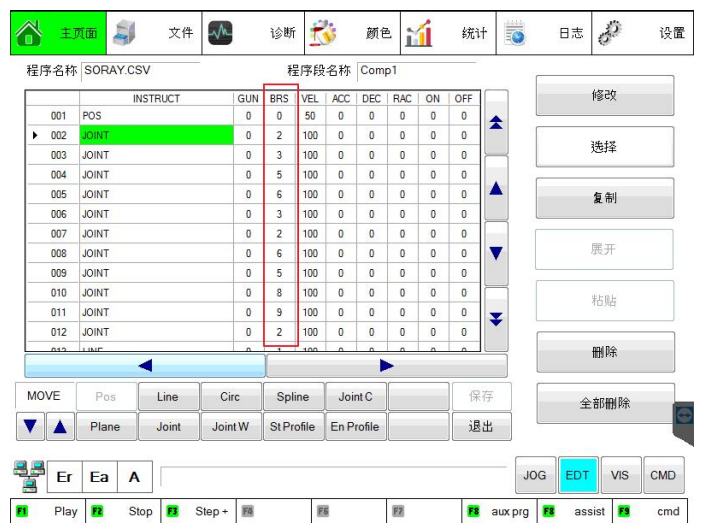 主页面 文件 诊断 颜色 统计 日志 设置
程序名称 SORAY.CSV 程序段名称 Comp1
INSTRUCT GUN BRS VEL ACC DEC RAC ON OFF
001 POS 0 0 50 0 0 0 0 0
002 JOINT 0 2 100 0 0 0 0 0
003 JOINT 0 3 100 0 0 0 0 0
004 JOINT 0 5 100 0 0 0 0 0
005 JOINT 0 6 100 0 0 0 0 0
006 JOINT 0 3 100 0 0 0 0 0
007 JOINT 0 2 100 0 0 0 0 0
008 JOINT 0 6 100 0 0 0 0 0
009 JOINT 0 5 100 0 0 0 0 0
010 JOINT 0 8 100 0 0 0 0 0
011 JOINT 0 9 100 0 0 0 0 0
012 JOINT 0 2 100 0 0 0 0 0
013 LINE 0 1 100 0 0 0 0 0
修改
选择
复制
展开
粘贴
删除
全部删除
MOVE Pos Line Circ Spline Joint C 保存
Plane Joint Joint W St Profile En Profile 退出
Er Ea A JOG EDT VIS CMD
F1 Play F2 Stop F3 Step + F4 F5 F7 F8 aux prg F8 assist F9 cmd